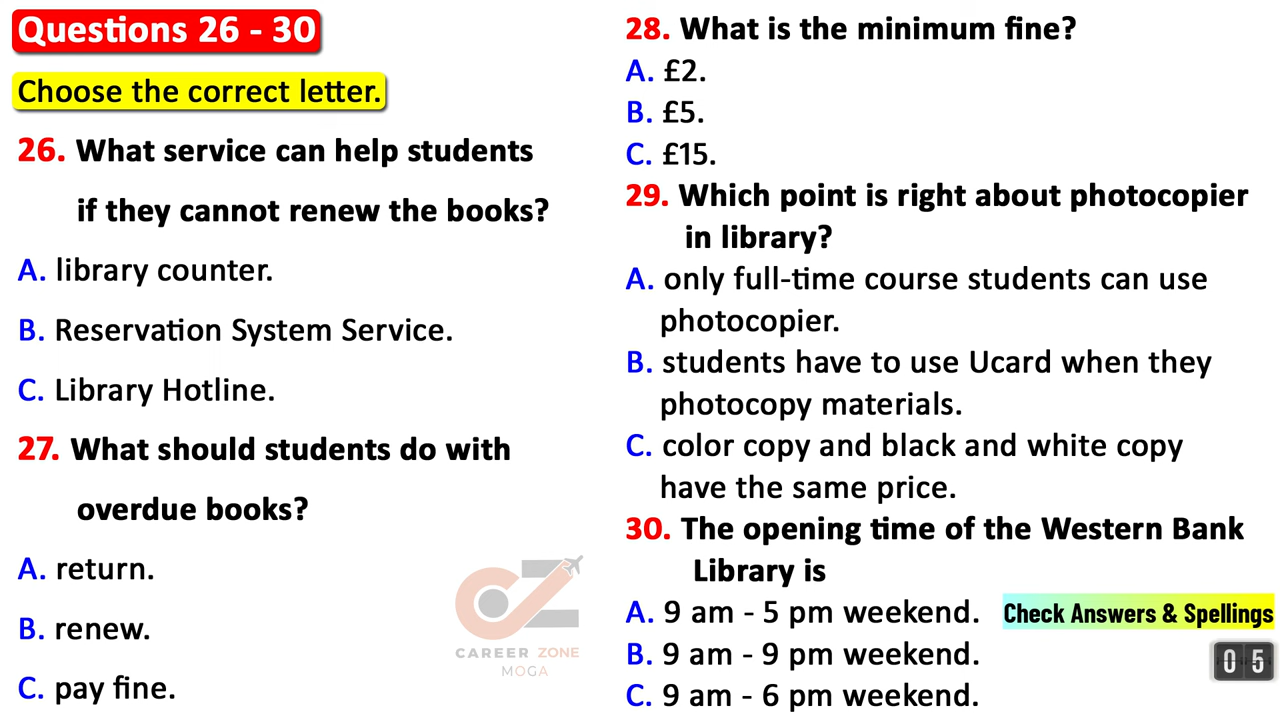 Questions 26 - 30
Choose the correct letter.
26. What service can help students
if they cannot renew the books?
A. library counter.
B. Reservation System Service.
C. Library Hotline.
27. What should students do with
overdue books?
A. return.
B. renew.
C. pay fine.
CAREER ZONE
MOGA
28. What is the minimum fine?
A. £2.
B. £5.
C. £15.
29. Which point is right about photocopier
in library?
A. only full-time course students can use
photocopier.
B. students have to use Ucard when they
photocopy materials.
C. color copy and black and white copy
have the same price.
30. The opening time of the Western Bank
Library is
A. 9 am - 5 pm weekend.
B. 9 am - 9 pm weekend.
C. 9 am - 6 pm weekend.
Check Answers & Spellings
05